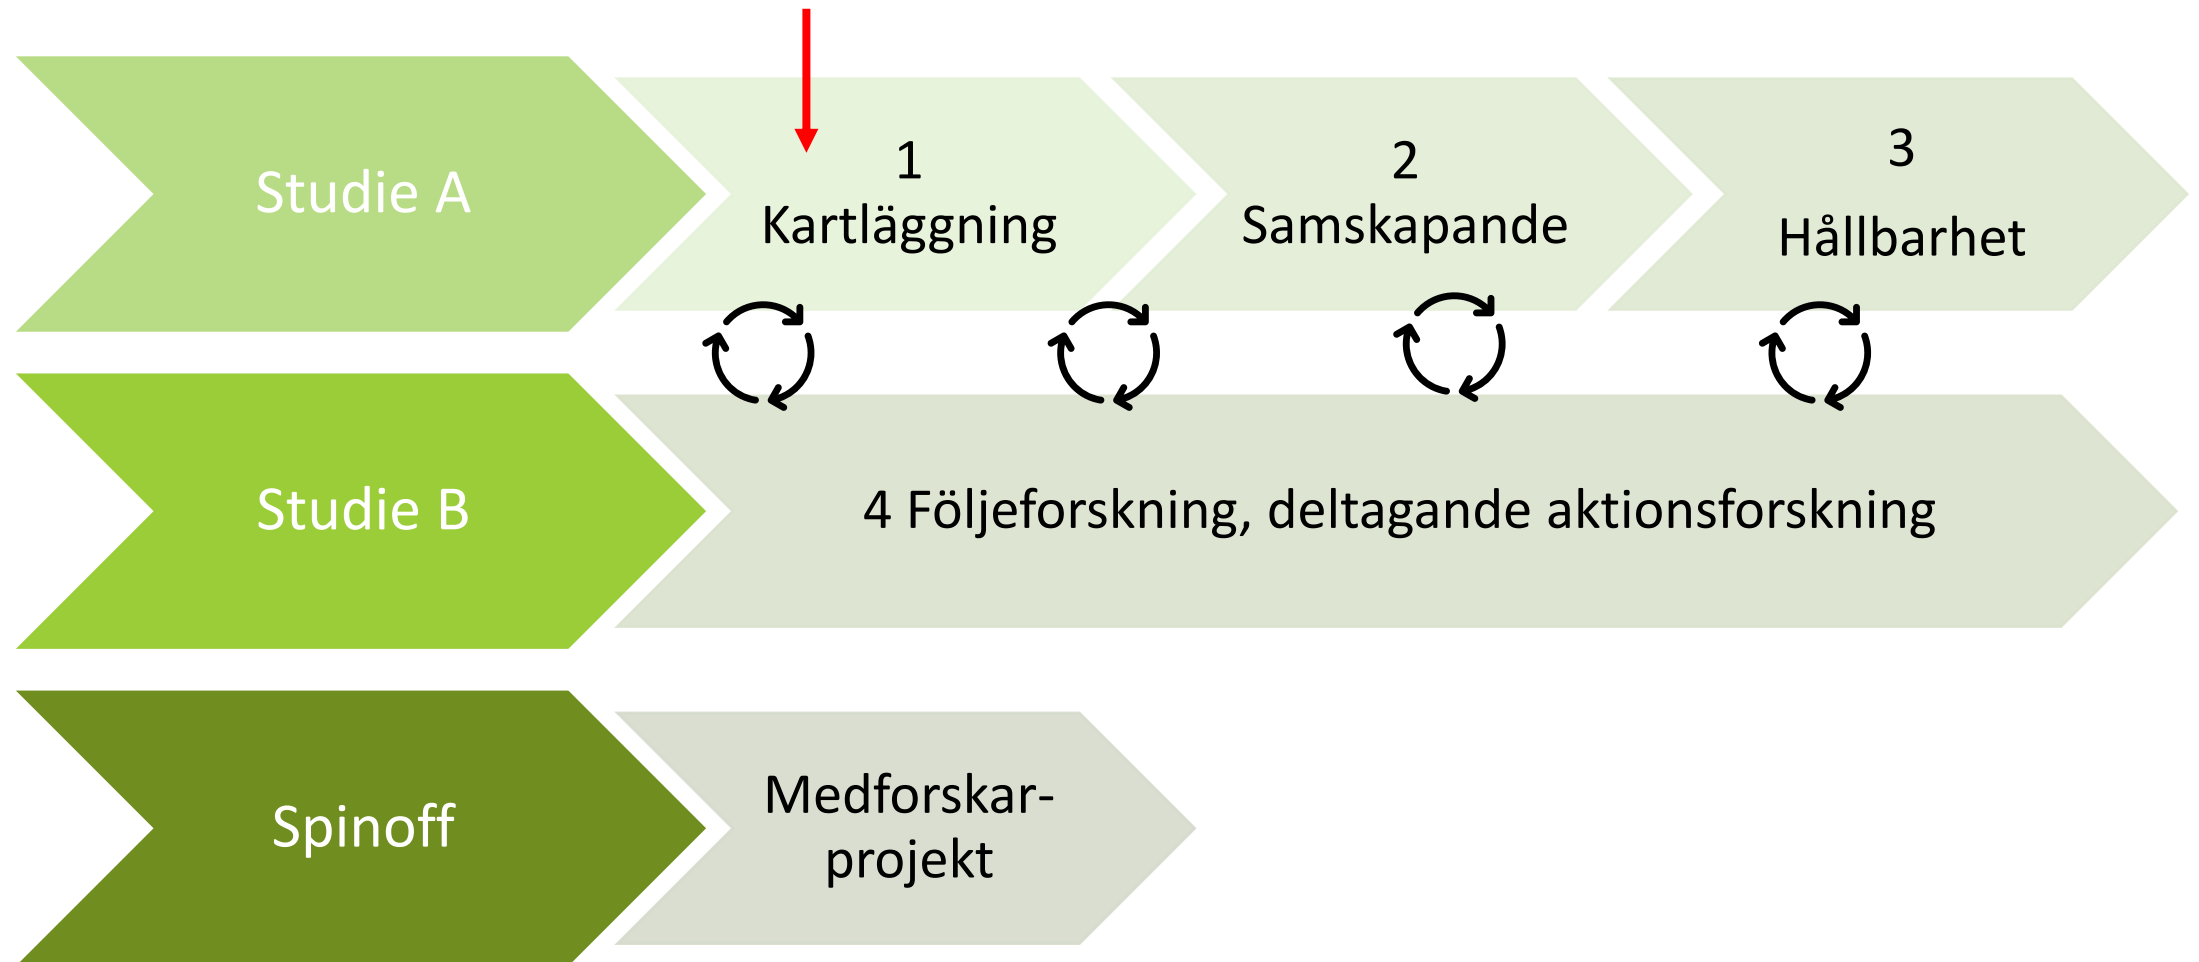 Studie A
1
Kartläggning
2
Samskapande
3
Hållbarhet
Studie B
4 Följeforskning, deltagande aktionsforskning
Spinoff
Medforskar-
projekt